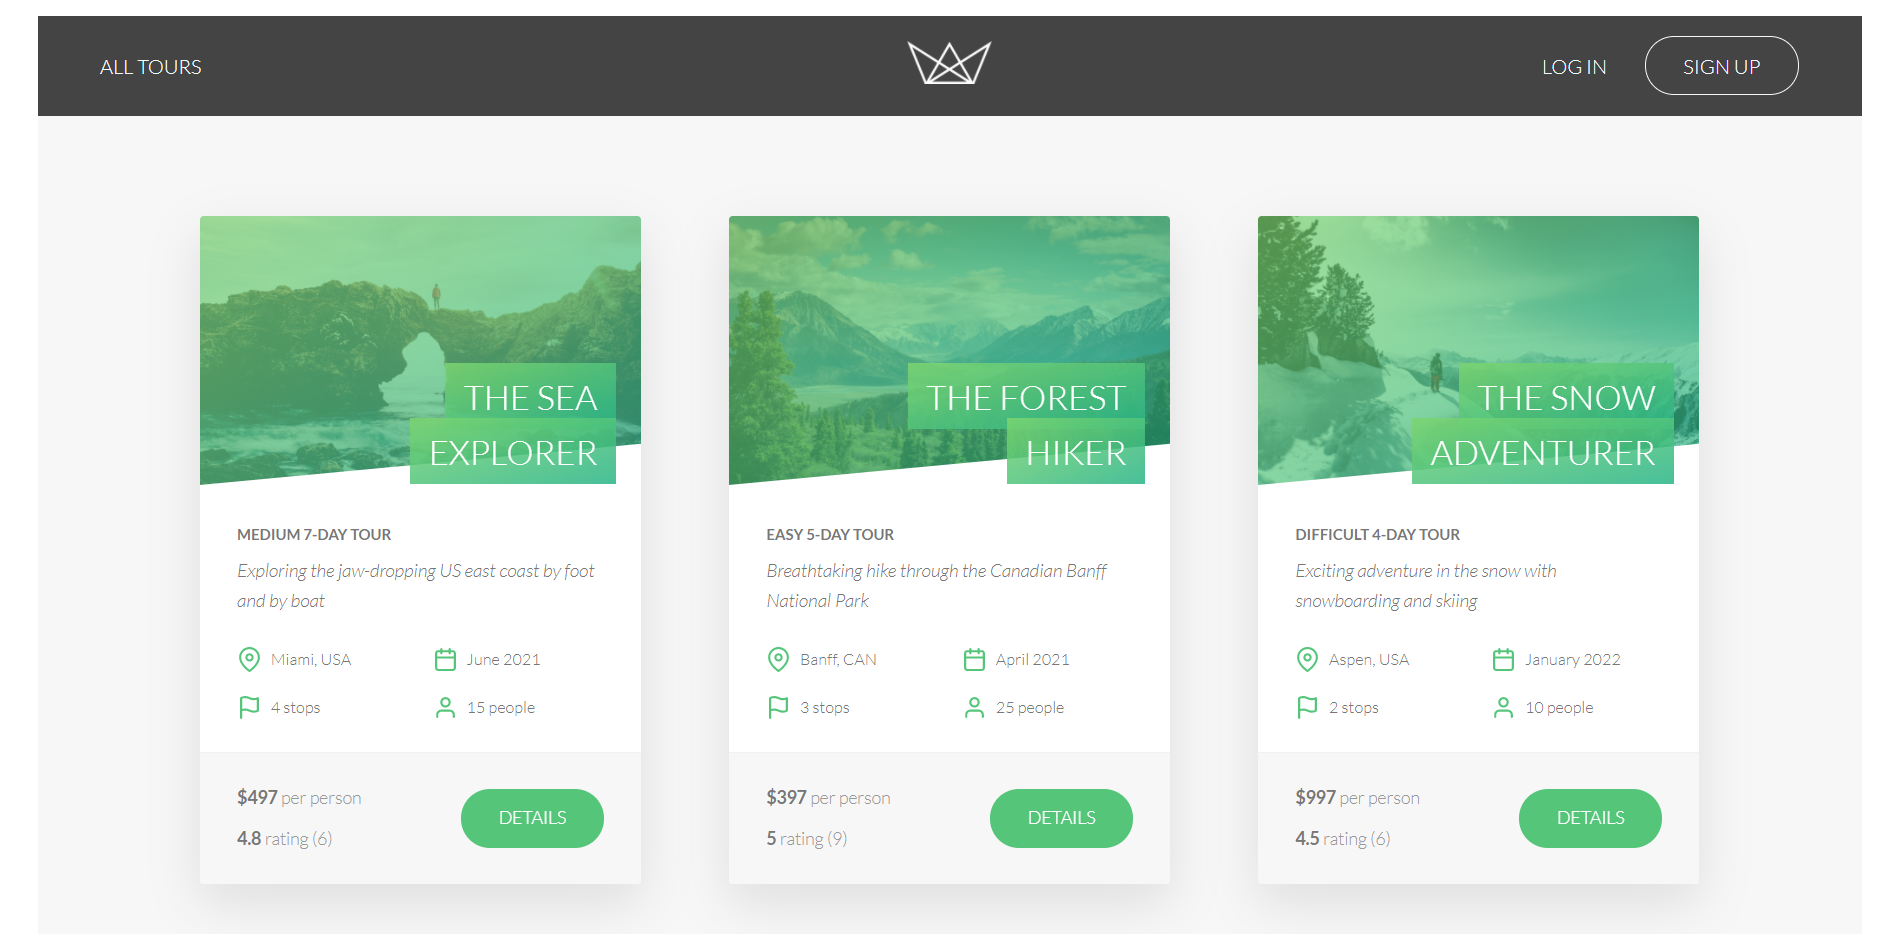 ALL TOURS
LOG IN
SIGN UP
THE SEA
EXPLORER
MEDIUM 7-DAY TOUR
Exploring the jaw-dropping US east coast by foot
and by boat
Miami, USA
June 2021
4 stops
15 people
$497 per person
4.8 rating (6)
DETAILS
THE FOREST
HIKER
EASY 5-DAY TOUR
Breathtaking hike through the Canadian Banff
National Park
Banff, CAN
April 2021
3 stops
25 people
$397 per person
5 rating (9)
DETAILS
THE SNOW
ADVENTURER
DIFFICULT 4-DAY TOUR
Exciting adventure in the snow with
snowboarding and skiing
Aspen, USA
January 2022
2 stops
10 people
$997 per person
4.5 rating (6)
DETAILS